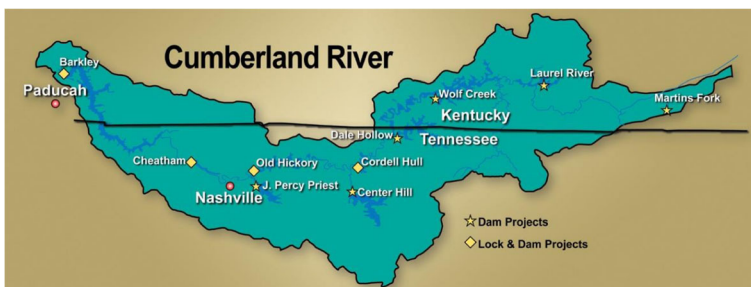 Cumberland River
Barkley
Paducah
Laurel River
Wolf Creek
Martins Fork
Kentucky
Dale Hollow
Tennessee
Cheatham
Old Hickory
Cordell Hull
J. Percy Priest
Nashville
Center Hill
Dam Projects
Lock & Dam Projects